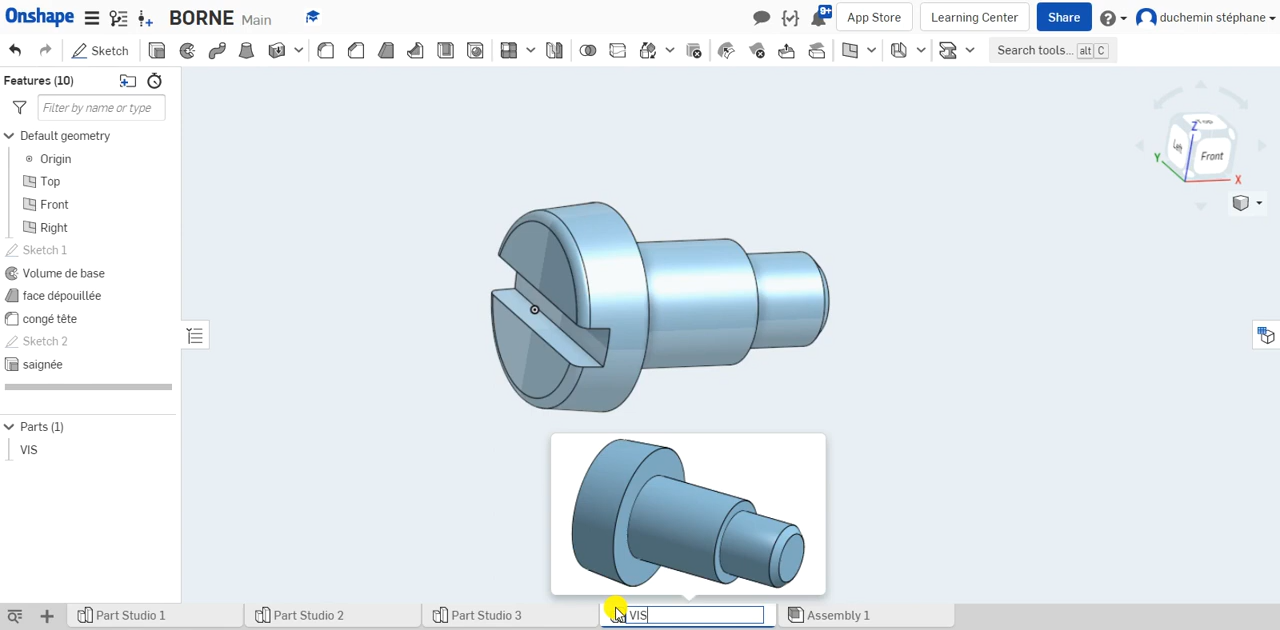 Onshape BORNE Main 9+ App Store Learning Center Share duchemin stéphane
Sketch Search tools... alt C
Features (10)
Filter by name or type
Default geometry
Origin
Top
Front
Right
Sketch 1
Volume de base
face dépouillée
congé tête
Sketch 2
saignée
Parts (1)
VIS
Z
Y
X
Front
Part Studio 1 Part Studio 2 Part Studio 3 VIS Assembly 1